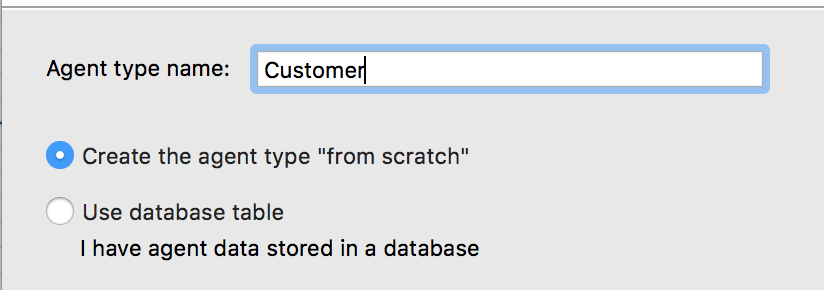 Agent type name: Customer
Create the agent type "from scratch"
Use database table
I have agent data stored in a database